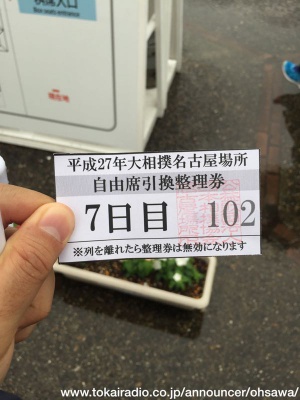 平成27年大相撲名古屋場所
自由席引換整理券
7日目 102
※列を離れたら整理券は無効になります
www.tokairadio.co.jp/announcer/ohsawa/